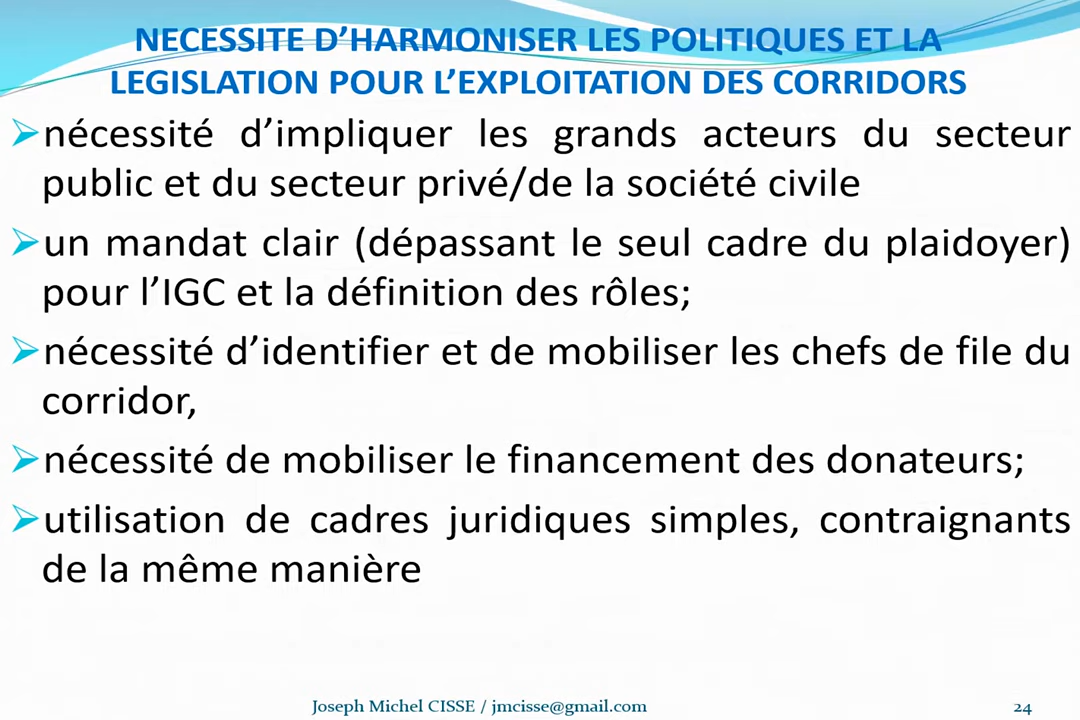 NECESSITE D’HARMONISER LES POLITIQUES ET LA
LEGISLATION POUR L’EXPLOITATION DES CORRIDORS
➢nécessité d’impliquer les grands acteurs du secteur
public et du secteur privé/de la société civile
➢un mandat clair (dépassant le seul cadre du plaidoyer)
pour l’IGC et la définition des rôles;
➢nécessité d’identifier et de mobiliser les chefs de file du
corridor,
➢nécessité de mobiliser le financement des donateurs;
➢utilisation de cadres juridiques simples, contraignants
de la même manière
Joseph Michel CISSE / jmcisse@gmail.com 24